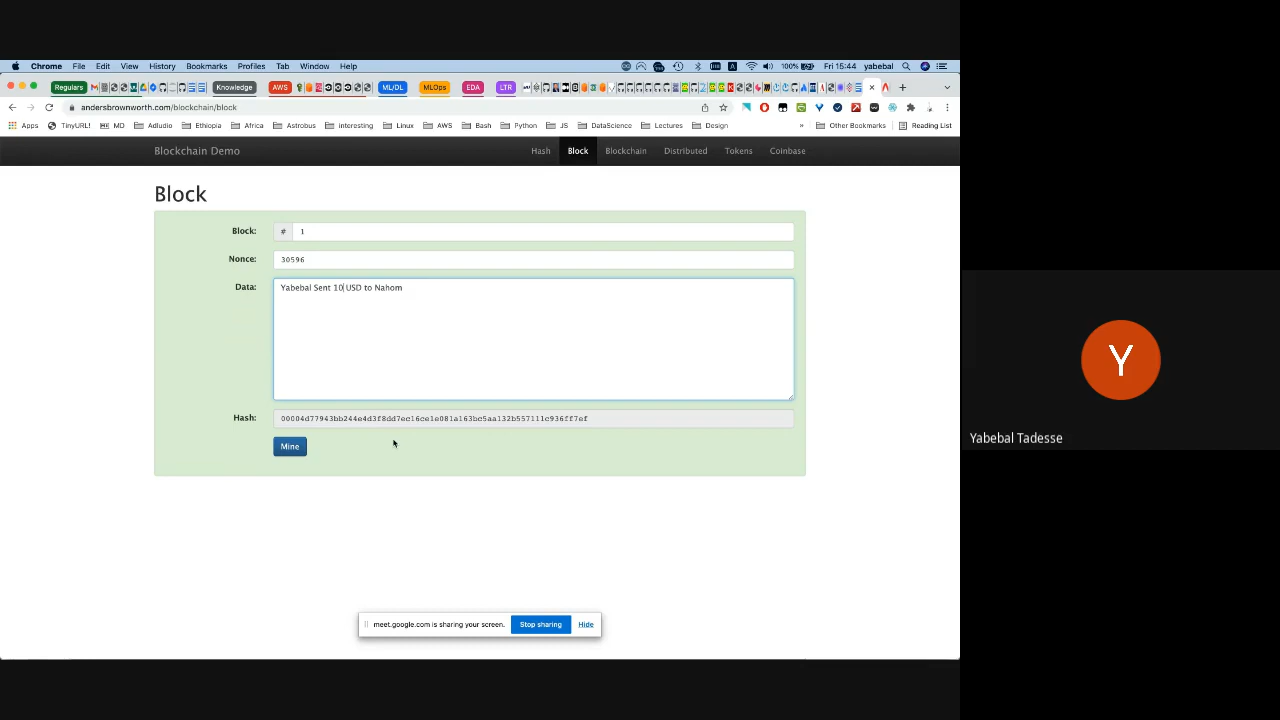 Chrome File Edit View History Bookmarks Profiles Tab Window Help 100% Fri 15:44 yabebal
Regulars Knowledge AWS ML/DL MLOps EDA LTR
andersbrownworth.com/blockchain/block
Apps TinyURL! MD Adludio Ethiopia Africa Astrobus interesting Linux AWS Bash Python JS DataScience Lectures Design » Other Bookmarks Reading List
Blockchain Demo Hash Block Blockchain Distributed Tokens Coinbase
Block
Block: # 1
Nonce: 30596
Data: Yabebal Sent 10 USD to Nahom
Hash: 00004d77943bb244e4d3f8dd7ec16ce1e081a163bc5aa132b557111c936ff7ef
Mine
Y
Yabebal Tadesse
meet.google.com is sharing your screen. Stop sharing Hide